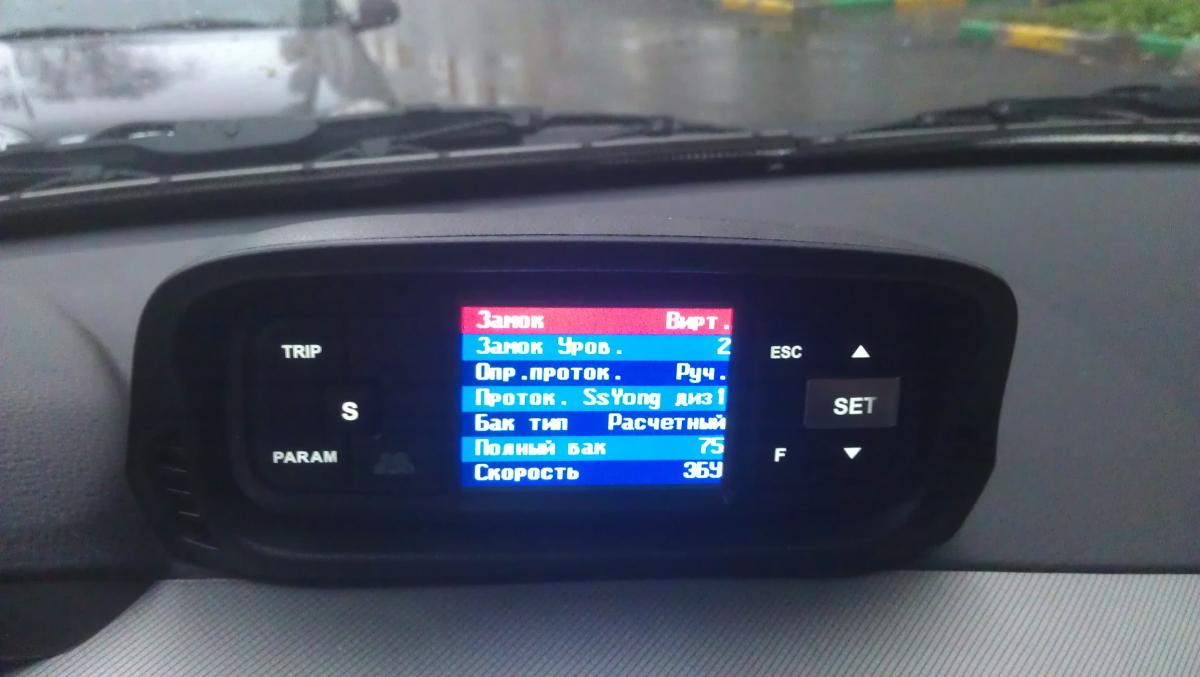 TRIP
S
PARAM
Замок Вирт.
Замок Уров. 2
Опр.проток. Руч.
Проток. SsYong диз1
Бак тип Расчетный
Полный бак 75
Скорость ЭБУ
ESC
SET
F